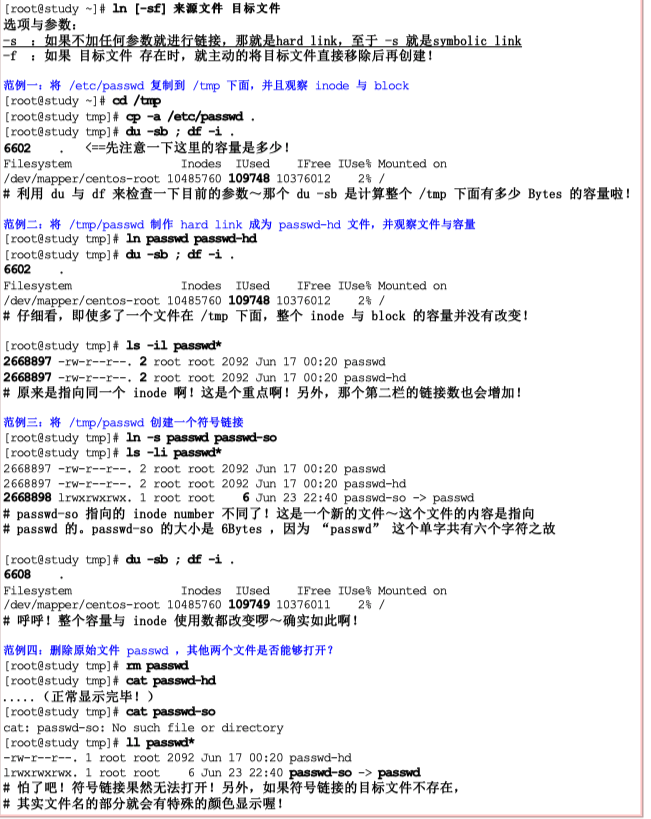 [root@study ~]# ln [-sf] 来源文件 目标文件
选项与参数：
-s ：如果不加任何参数就进行链接，那就是hard link，至于 -s 就是symbolic link
-f ：如果 目标文件 存在时，就主动的将目标文件直接移除后再创建！
范例一：将 /etc/passwd 复制到 /tmp 下面，并且观察 inode 与 block
[root@study ~]# cd /tmp
[root@study tmp]# cp -a /etc/passwd .
[root@study tmp]# du -sb ; df -i .
6602 . <==先注意一下这里的容量是多少！
Filesystem Inodes IUsed IFree IUse% Mounted on
/dev/mapper/centos-root 10485760 109748 10376012 2% /
# 利用 du 与 df 来检查一下目前的参数～那个 du -sb 是计算整个 /tmp 下面有多少 Bytes 的容量啦！
范例二：将 /tmp/passwd 制作 hard link 成为 passwd-hd 文件，并观察文件与容量
[root@study tmp]# ln passwd passwd-hd
[root@study tmp]# du -sb ; df -i .
6602 .
Filesystem Inodes IUsed IFree IUse% Mounted on
/dev/mapper/centos-root 10485760 109748 10376012 2% /
# 仔细看，即使多了一个文件在 /tmp 下面，整个 inode 与 block 的容量并没有改变！
[root@study tmp]# ls -il passwd*
2668897 -rw-r--r--. 2 root root 2092 Jun 17 00:20 passwd
2668897 -rw-r--r--. 2 root root 2092 Jun 17 00:20 passwd-hd
# 原来是指向同一个 inode 啊！这是个重点啊！另外，那个第二栏的链接数也会增加！
范例三：将 /tmp/passwd 创建一个符号链接
[root@study tmp]# ln -s passwd passwd-so
[root@study tmp]# ls -li passwd*
2668897 -rw-r--r--. 2 root root 2092 Jun 17 00:20 passwd
2668897 -rw-r--r--. 2 root root 2092 Jun 17 00:20 passwd-hd
2668898 lrwxrwxrwx. 1 root root 6 Jun 23 22:40 passwd-so -> passwd
# passwd-so 指向的 inode number 不同了！这是一个新的文件～这个文件的内容是指向
# passwd 的。passwd-so 的大小是 6Bytes ，因为 “passwd” 这个单字共有六个字符之故
[root@study tmp]# du -sb ; df -i .
6608 .
Filesystem Inodes IUsed IFree IUse% Mounted on
/dev/mapper/centos-root 10485760 109749 10376011 2% /
# 呼呼！整个容量与 inode 使用数都改变啰～确实如此啊！
范例四：删除原始文件 passwd ，其他两个文件是否能够打开？
[root@study tmp]# rm passwd
[root@study tmp]# cat passwd-hd
.....（正常显示完毕！）
[root@study tmp]# cat passwd-so
cat: passwd-so: No such file or directory
[root@study tmp]# ll passwd*
-rw-r--r--. 1 root root 2092 Jun 17 00:20 passwd-hd
lrwxrwxrwx. 1 root root 6 Jun 23 22:40 passwd-so -> passwd
# 怕了吧！符号链接果然无法打开！另外，如果符号链接的目标文件不存在，
# 其实文件名的部分就会有特殊的颜色显示喔！